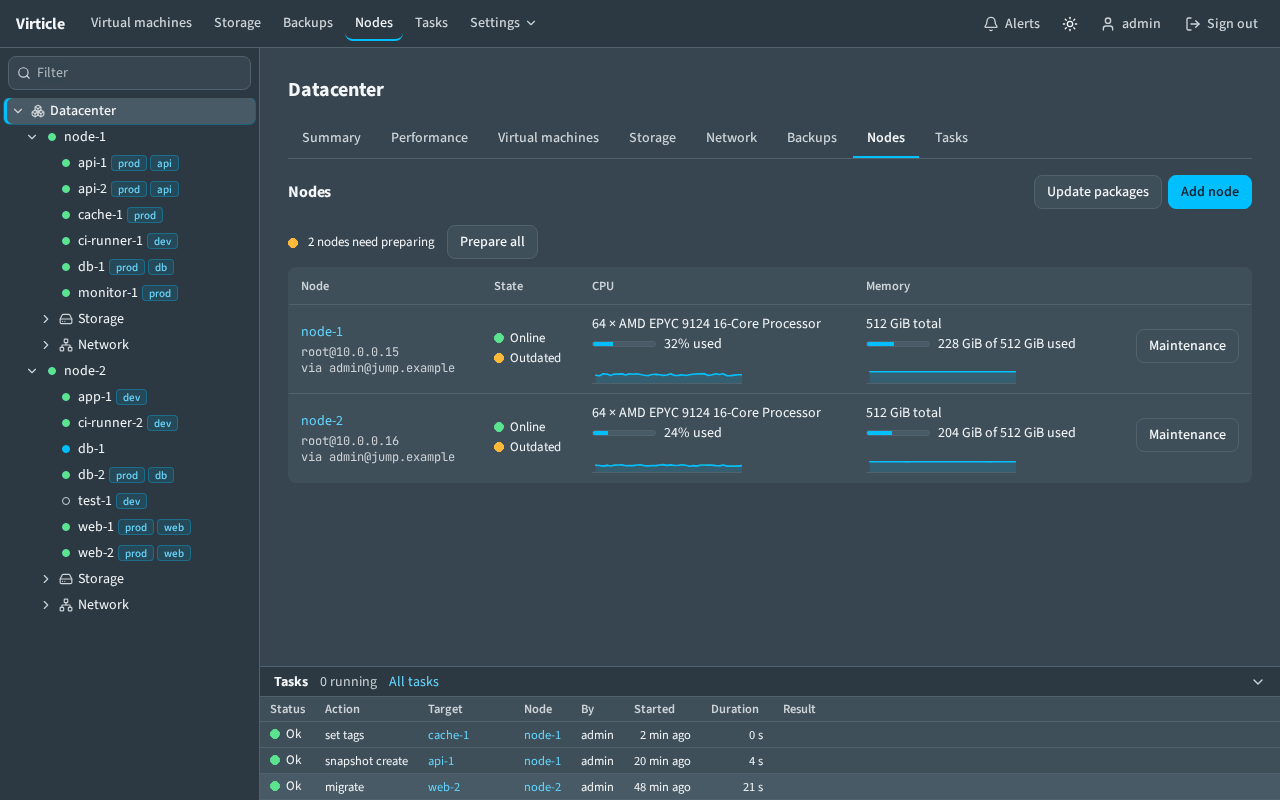 Virticle Virtual machines Storage Backups Nodes Tasks Settings Alerts admin Sign out
Filter
Datacenter
node-1
api-1 prod api
api-2 prod api
cache-1 prod
ci-runner-1 dev
db-1 prod db
monitor-1 prod
Storage
Network
node-2
app-1 dev
ci-runner-2 dev
db-1
db-2 prod db
test-1 dev
web-1 prod web
web-2 prod web
Storage
Network
Datacenter
Summary Performance Virtual machines Storage Network Backups Nodes Tasks
Nodes Update packages Add node
2 nodes need preparing Prepare all
Node State CPU Memory
node-1
root@10.0.0.15
via admin@jump.example
Online
Outdated
64 × AMD EPYC 9124 16-Core Processor
32% used
512 GiB total
228 GiB of 512 GiB used
Maintenance
node-2
root@10.0.0.16
via admin@jump.example
Online
Outdated
64 × AMD EPYC 9124 16-Core Processor
24% used
512 GiB total
204 GiB of 512 GiB used
Maintenance
Tasks 0 running All tasks
Status Action Target Node By Started Duration Result
Ok set tags cache-1 node-1 admin 2 min ago 0 s
Ok snapshot create api-1 node-1 admin 20 min ago 4 s
Ok migrate web-2 node-2 admin 48 min ago 21 s